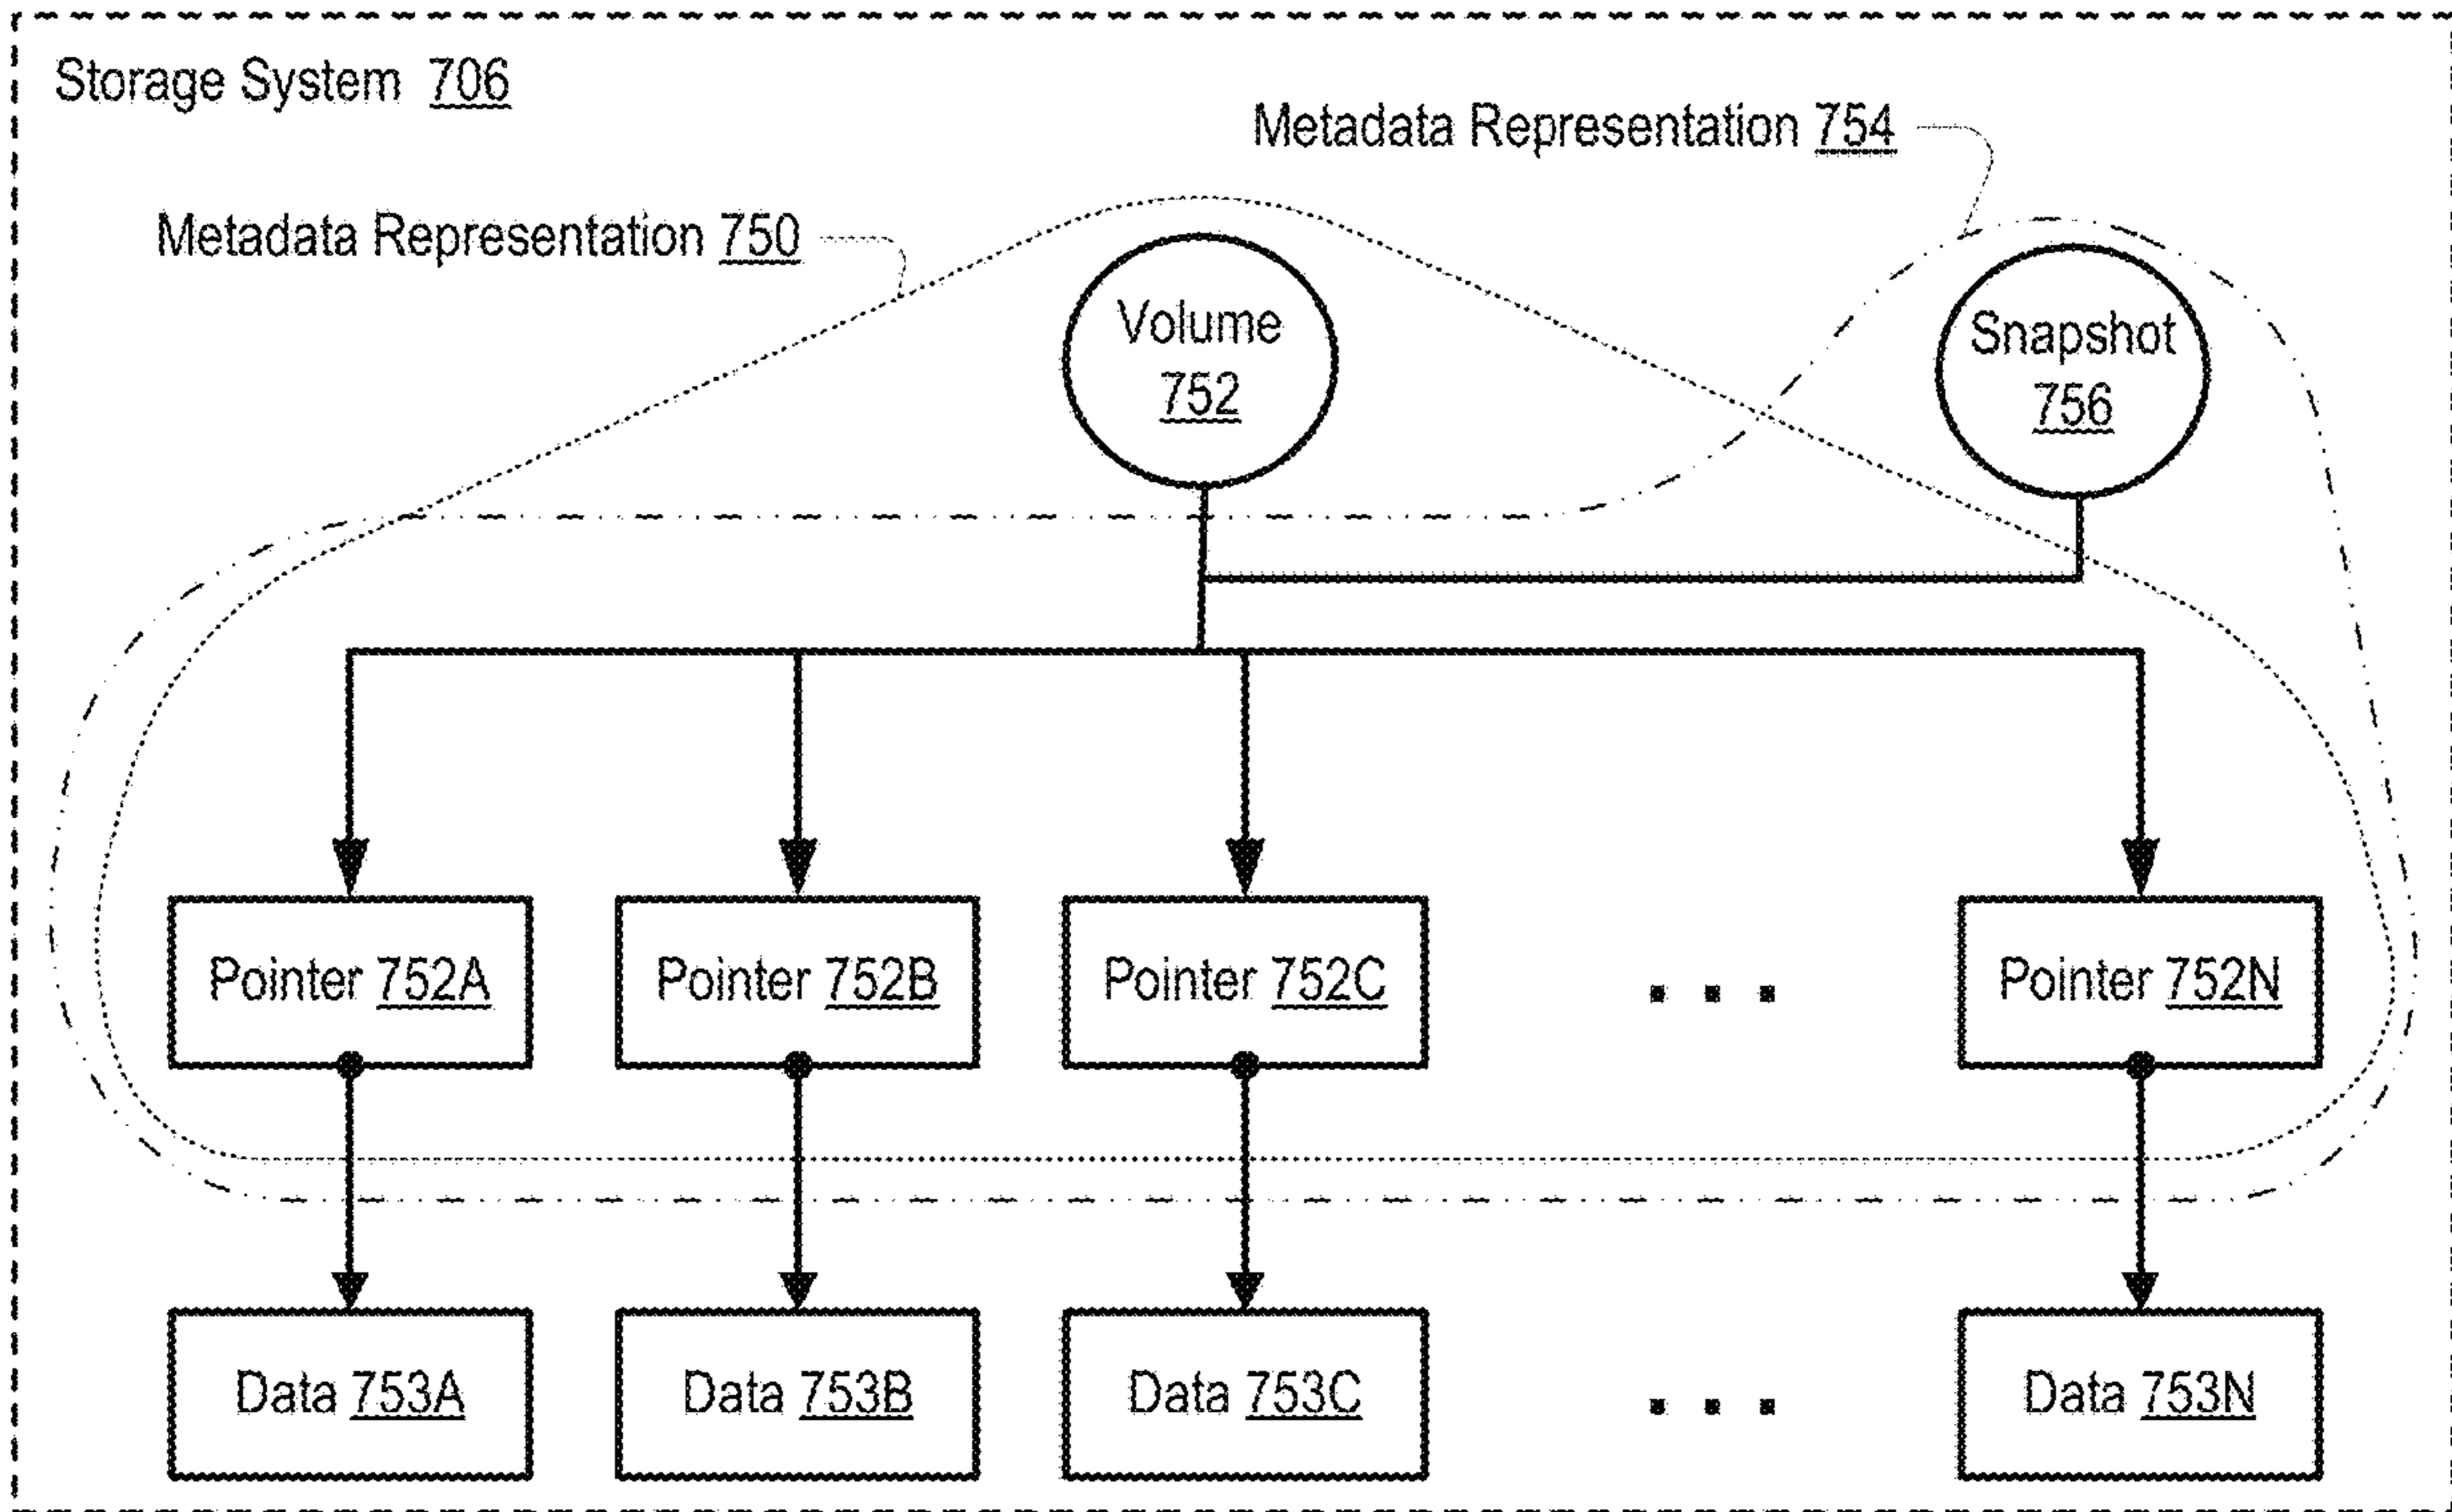 Storage System 706
Metadata Representation 754
Metadata Representation 750
Volume
752
Snapshot
756
Pointer 752A
Pointer 752B
Pointer 752C
. . .
Pointer 752N
Data 753A
Data 753B
Data 753C
. . .
Data 753N